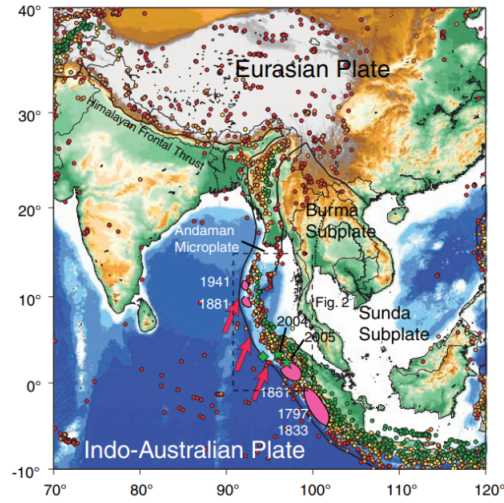 40°
Eurasian Plate
30°
Himalayan Frontal Thrust
20°
Burma
Subplate
Andaman
Microplate
1941
10°
1881
Fig. 2
Sunda
Subplate
2004
2005
0°
1861
1797
1833
Indo-Australian Plate
-10°
70° 80° 90° 100° 110° 120°